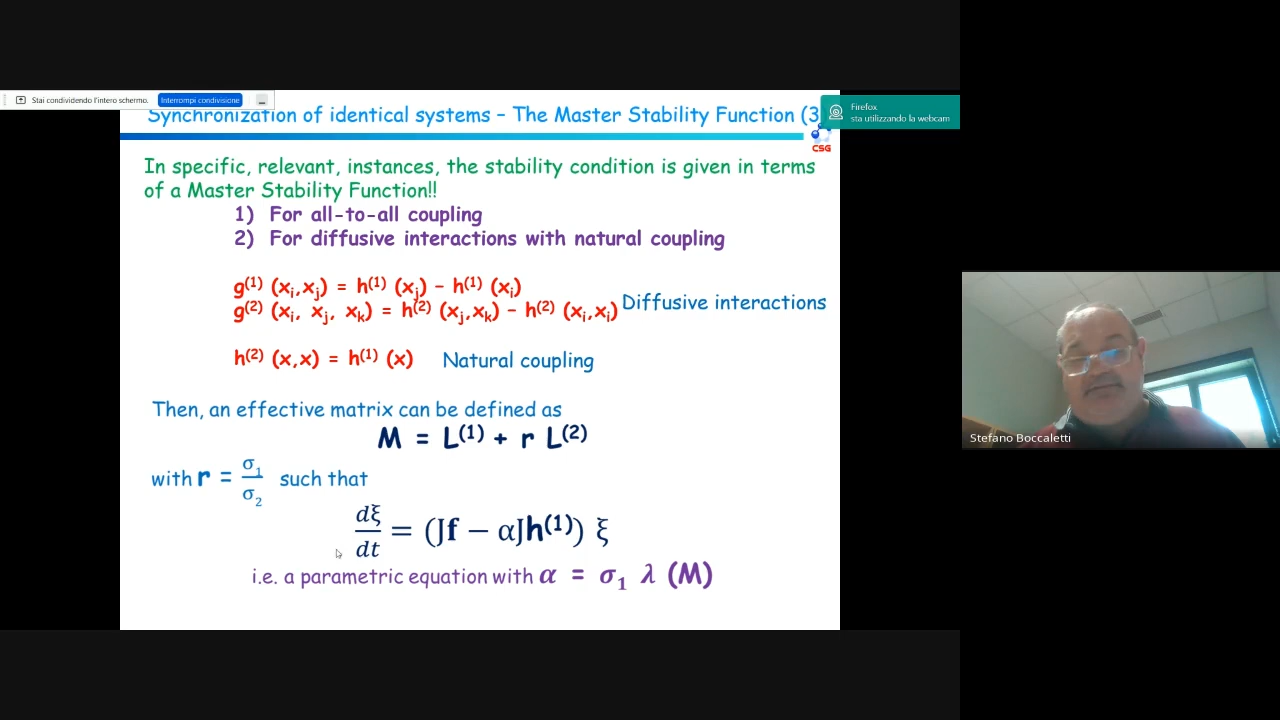 Stai condividendo l'intero schermo. Interrompi condivisione
Synchronization of identical systems – The Master Stability Function (3
Firefox
sta utilizzando la webcam
CSG
In specific, relevant, instances, the stability condition is given in terms
of a Master Stability Function!!
1) For all-to-all coupling
2) For diffusive interactions with natural coupling
g⁽¹⁾ (xᵢ,xⱼ) = h⁽¹⁾ (xⱼ) – h⁽¹⁾ (xᵢ)
g⁽²⁾ (xᵢ, xⱼ, xₖ) = h⁽²⁾ (xⱼ,xₖ) – h⁽²⁾ (xᵢ,xᵢ) Diffusive interactions
h⁽²⁾ (x,x) = h⁽¹⁾ (x) Natural coupling
Then, an effective matrix can be defined as
M = L⁽¹⁾ + r L⁽²⁾
with r = σ₁/σ₂ such that
dξ/dt = (Jf − αJh⁽¹⁾) ξ
i.e. a parametric equation with α = σ₁ λ (M)
Stefano Boccaletti